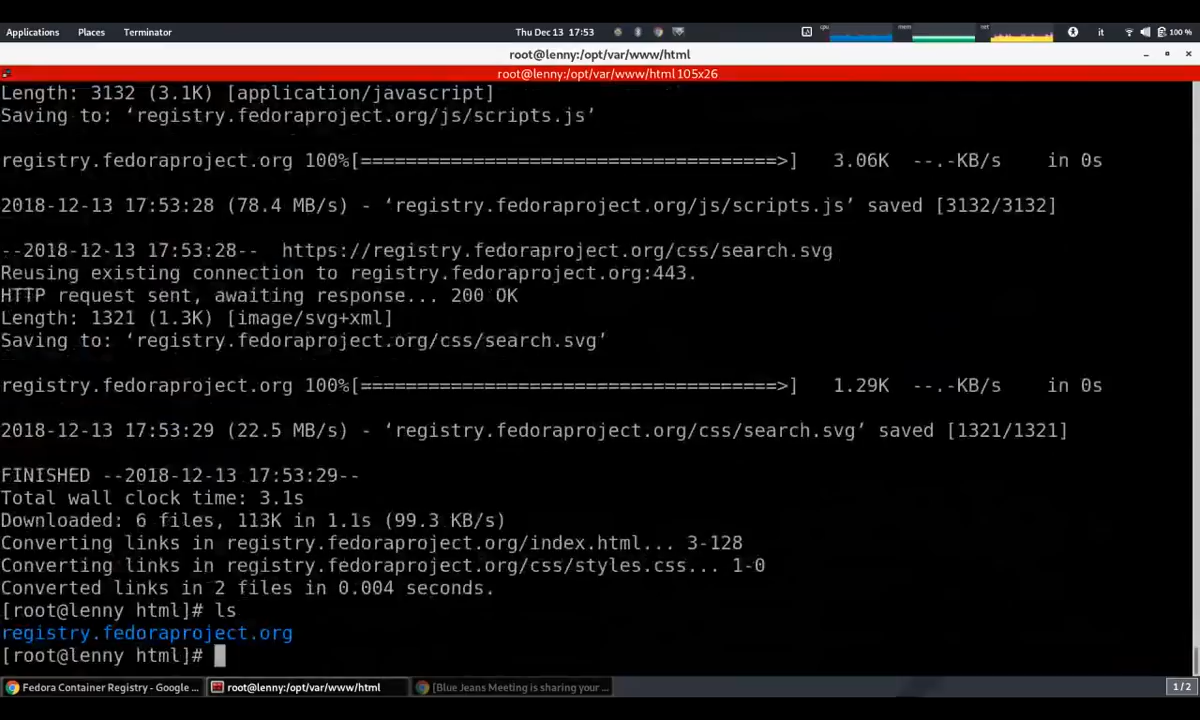 Applications Places Terminator Thu Dec 13 17:53 cpu mem net it 100 %
root@lenny:/opt/var/www/html
root@lenny:/opt/var/www/html 105x26
Length: 3132 (3.1K) [application/javascript]
Saving to: ‘registry.fedoraproject.org/js/scripts.js’
registry.fedoraproject.org 100%[=====================================>] 3.06K --.-KB/s in 0s
2018-12-13 17:53:28 (78.4 MB/s) - ‘registry.fedoraproject.org/js/scripts.js’ saved [3132/3132]
--2018-12-13 17:53:28-- https://registry.fedoraproject.org/css/search.svg
Reusing existing connection to registry.fedoraproject.org:443.
HTTP request sent, awaiting response... 200 OK
Length: 1321 (1.3K) [image/svg+xml]
Saving to: ‘registry.fedoraproject.org/css/search.svg’
registry.fedoraproject.org 100%[=====================================>] 1.29K --.-KB/s in 0s
2018-12-13 17:53:29 (22.5 MB/s) - ‘registry.fedoraproject.org/css/search.svg’ saved [1321/1321]
FINISHED --2018-12-13 17:53:29--
Total wall clock time: 3.1s
Downloaded: 6 files, 113K in 1.1s (99.3 KB/s)
Converting links in registry.fedoraproject.org/index.html... 3-128
Converting links in registry.fedoraproject.org/css/styles.css... 1-0
Converted links in 2 files in 0.004 seconds.
[root@lenny html]# ls
registry.fedoraproject.org
[root@lenny html]#
Fedora Container Registry - Google ... root@lenny:/opt/var/www/html [Blue Jeans Meeting is sharing your ... 1/2